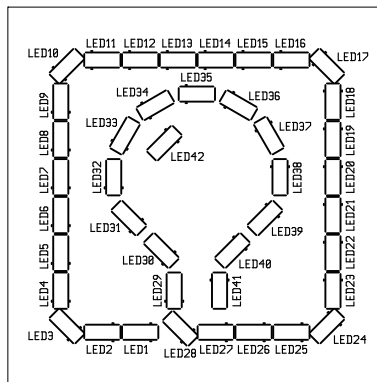 LED10 LED11 LED12 LED13 LED14 LED15 LED16 LED17
LED35
LED34 LED36
LED9 LED18
LED33 LED37
LED8 LED19
LED42
LED7 LED32 LED38 LED20
LED6 LED31 LED39 LED21
LED5 LED30 LED40 LED22
LED4 LED29 LED41 LED23
LED3 LED2 LED1 LED28 LED27 LED26 LED25 LED24